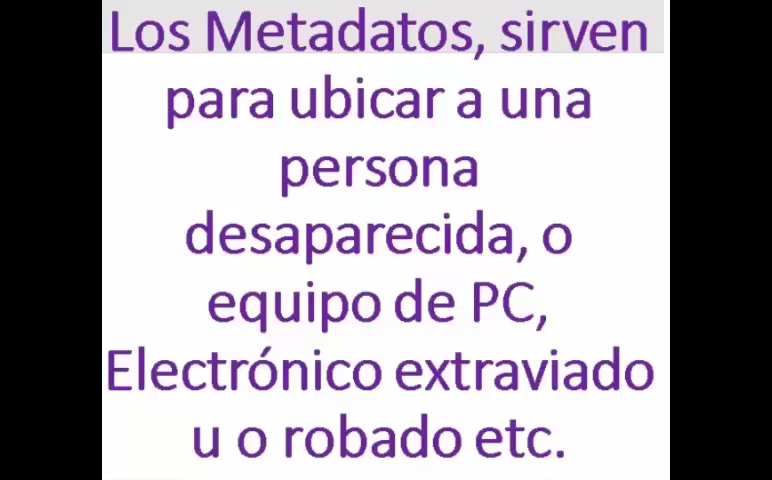 Los Metadatos, sirven
para ubicar a una
persona
desaparecida, o
equipo de PC,
Electrónico extraviado
u o robado etc.